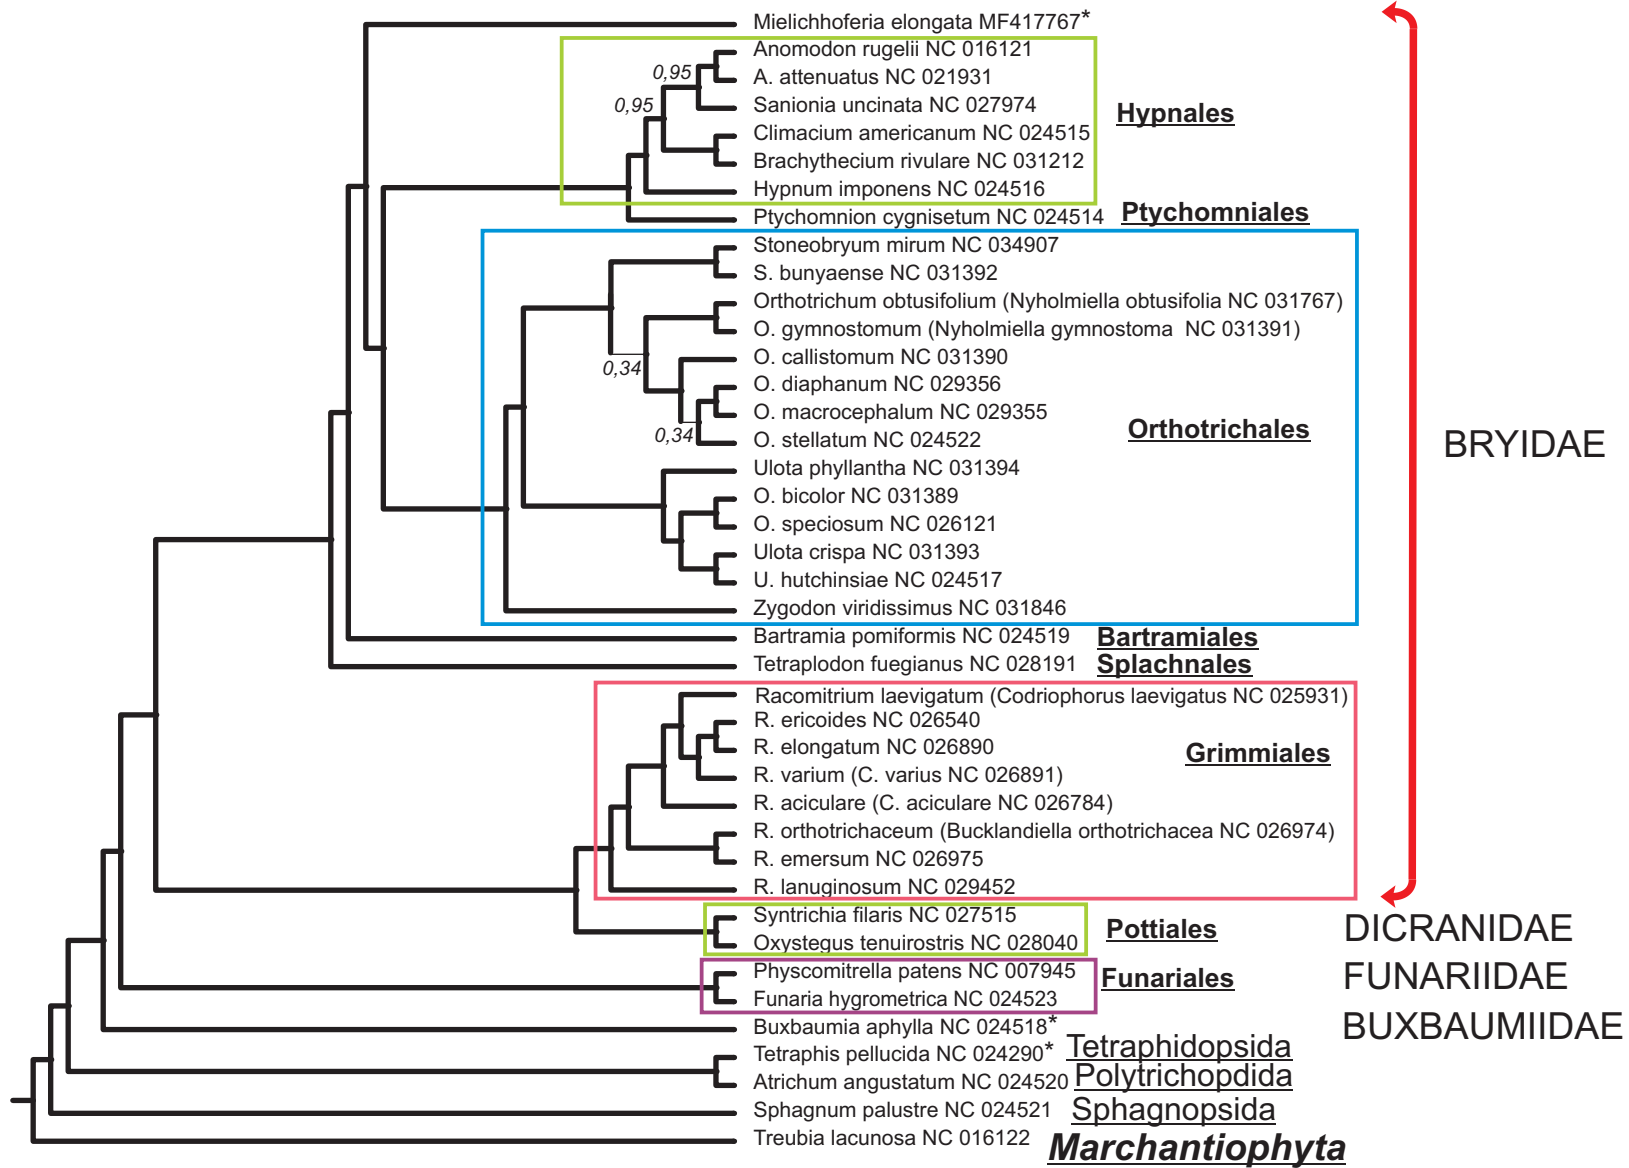 Mielichhoferia elongata MF417767*
Anomodon rugelii NC 016121
0,95
A. attenuatus NC 021931
0,95
Sanionia uncinata NC 027974
Hypnales
Climacium americanum NC 024515
Brachythecium rivulare NC 031212
Hypnum imponens NC 024516
Ptychomnion cygnisetum NC 024514 Ptychomniales
Stoneobryum mirum NC 034907
S. bunyaense NC 031392
Orthotrichum obtusifolium (Nyholmiella obtusifolia NC 031767)
O. gymnostomum (Nyholmiella gymnostoma NC 031391)
O. callistomum NC 031390
0,34
O. diaphanum NC 029356
O. macrocephalum NC 029355
Orthotrichales
0,34
O. stellatum NC 024522
BRYIDAE
Ulota phyllantha NC 031394
O. bicolor NC 031389
O. speciosum NC 026121
Ulota crispa NC 031393
U. hutchinsiae NC 024517
Zygodon viridissimus NC 031846
Bartramia pomiformis NC 024519 Bartramiales
Tetraplodon fuegianus NC 028191 Splachnales
Racomitrium laevigatum (Codriophorus laevigatus NC 025931)
R. ericoides NC 026540
R. elongatum NC 026890
Grimmiales
R. varium (C. varius NC 026891)
R. aciculare (C. aciculare NC 026784)
R. orthotrichaceum (Bucklandiella orthotrichacea NC 026974)
R. emersum NC 026975
R. lanuginosum NC 029452
Syntrichia filaris NC 027515
Pottiales
DICRANIDAE
Oxystegus tenuirostris NC 028040
Physcomitrella patens NC 007945
Funariales
FUNARIIDAE
Funaria hygrometrica NC 024523
Buxbaumia aphylla NC 024518*
BUXBAUMIIDAE
Tetraphis pellucida NC 024290* Tetraphidopsida
Atrichum angustatum NC 024520 Polytrichopdida
Sphagnum palustre NC 024521 Sphagnopsida
Treubia lacunosa NC 016122 Marchantiophyta